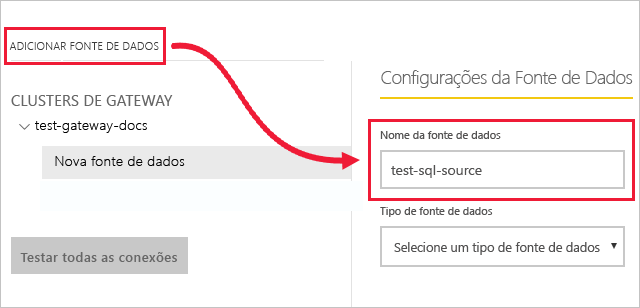 ADICIONAR FONTE DE DADOS
CLUSTERS DE GATEWAY
test-gateway-docs
Nova fonte de dados
Testar todas as conexões
Configurações da Fonte de Dados
Nome da fonte de dados
test-sql-source
Tipo de fonte de dados
Selecione um tipo de fonte de dados